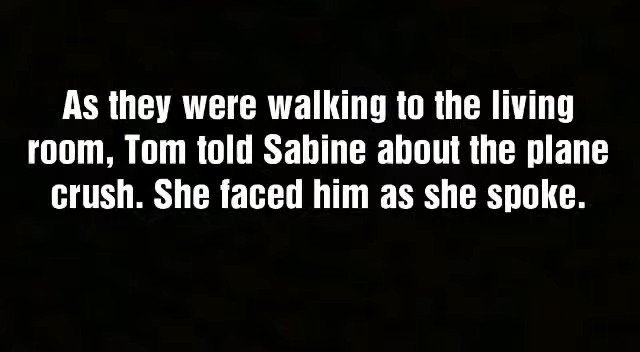 As they were walking to the living
room, Tom told Sabine about the plane
crush. She faced him as she spoke.